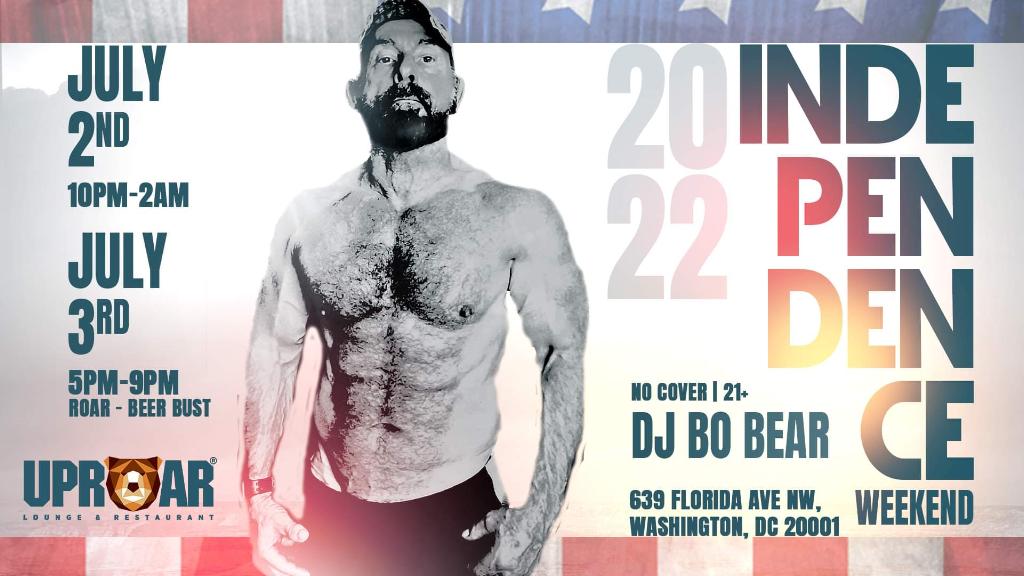 JULY
2ND
10PM-2AM
JULY
3RD
5PM-9PM
ROAR - BEER BUST
UPROAR®
LOUNGE & RESTAURANT
20
22
INDE
PEN
DEN
CE
WEEKEND
NO COVER | 21+
DJ BO BEAR
639 FLORIDA AVE NW,
WASHINGTON, DC 20001